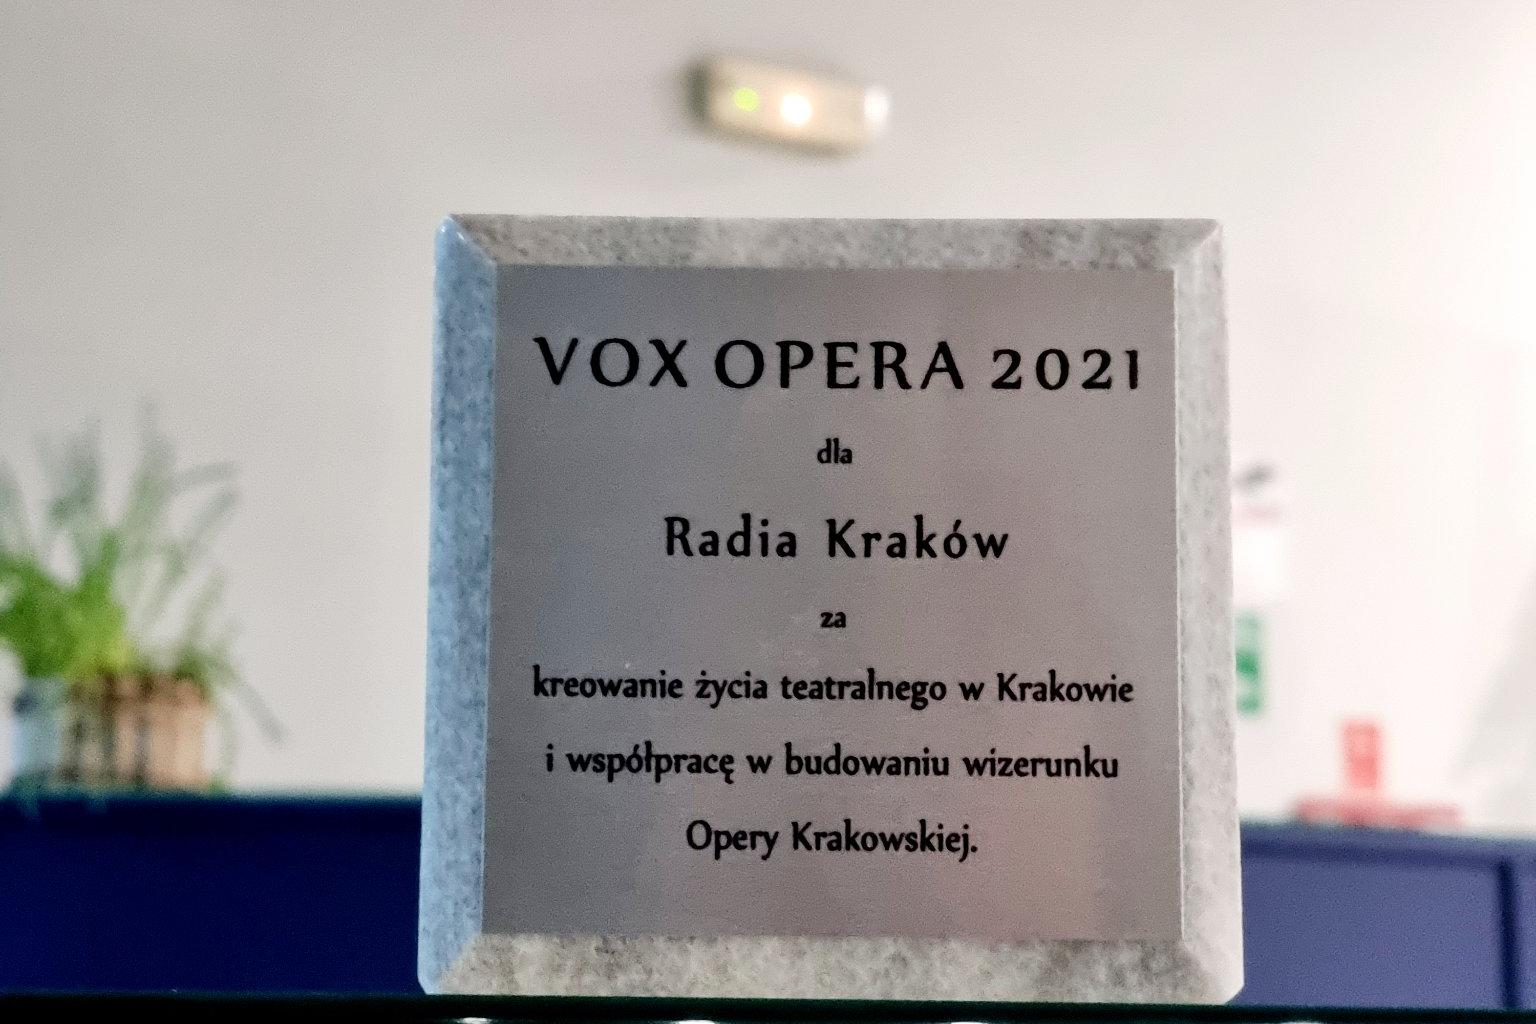 VOX OPERA 2021
dla
Radia Kraków
za
kreowanie życia teatralnego w Krakowie
i współpracę w budowaniu wizerunku
Opery Krakowskiej.